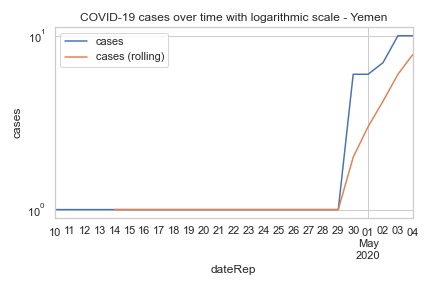 COVID-19 cases over time with logarithmic scale - Yemen
10¹
cases
cases (rolling)
cases
10⁰
10 11 12 13 14 15 16 17 18 19 20 21 22 23 24 25 26 27 28 29 30 01 02 03 04
May
2020
dateRep